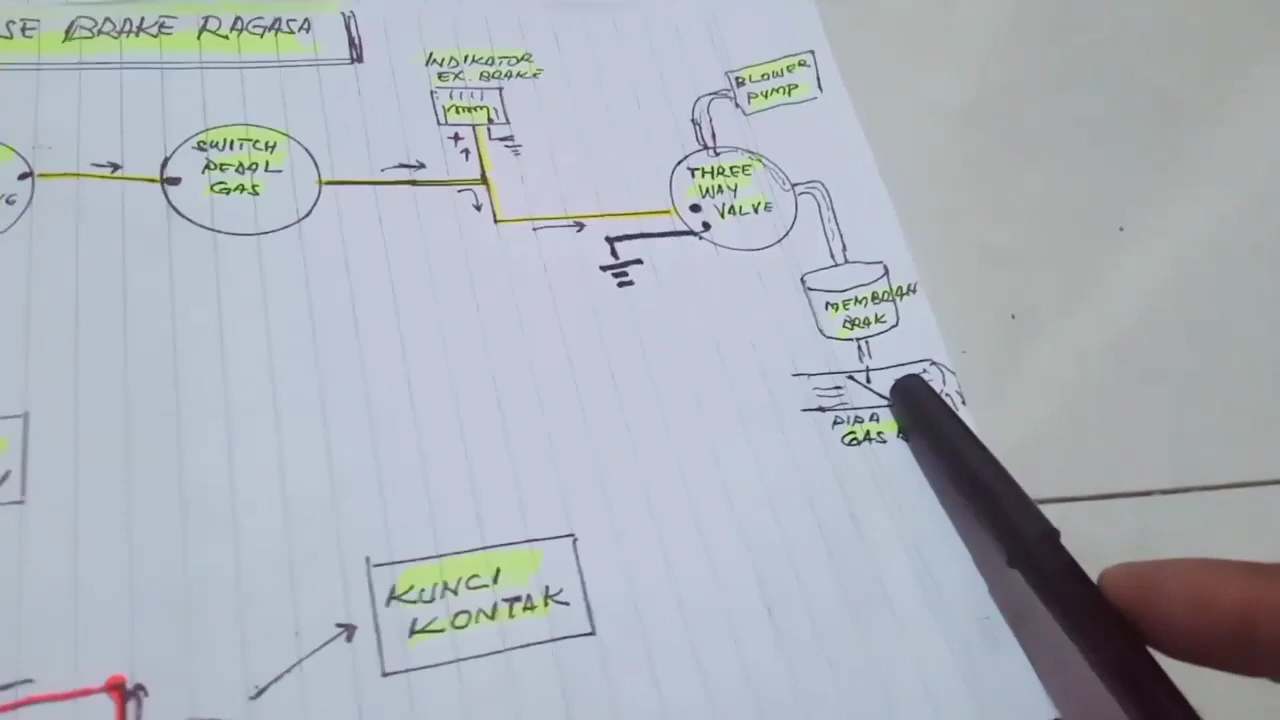 SE BRAKE RAGASA
INDIKATOR
EX. BRAKE
BLOWER
PUMP
SWITCH
PEDAL
GAS
THREE
WAY
VALVE
MEMBRAN
BRAK
PIPA
GAS
KUNCI
KONTAK